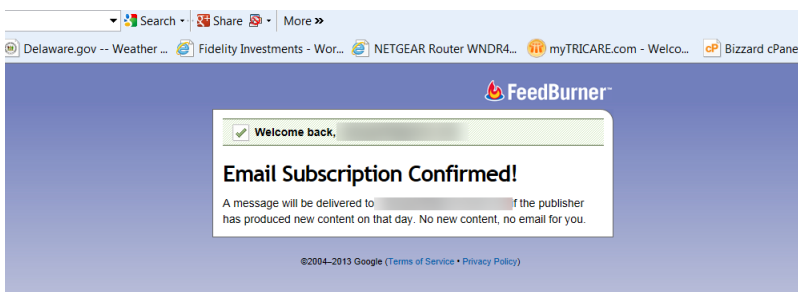 Search Share More »
Delaware.gov -- Weather ... Fidelity Investments - Wor... NETGEAR Router WNDR4... myTRICARE.com - Welco... cP Bizzard cPane
FeedBurner™
Welcome back,
Email Subscription Confirmed!
A message will be delivered to f the publisher
has produced new content on that day. No new content, no email for you.
©2004–2013 Google (Terms of Service • Privacy Policy)